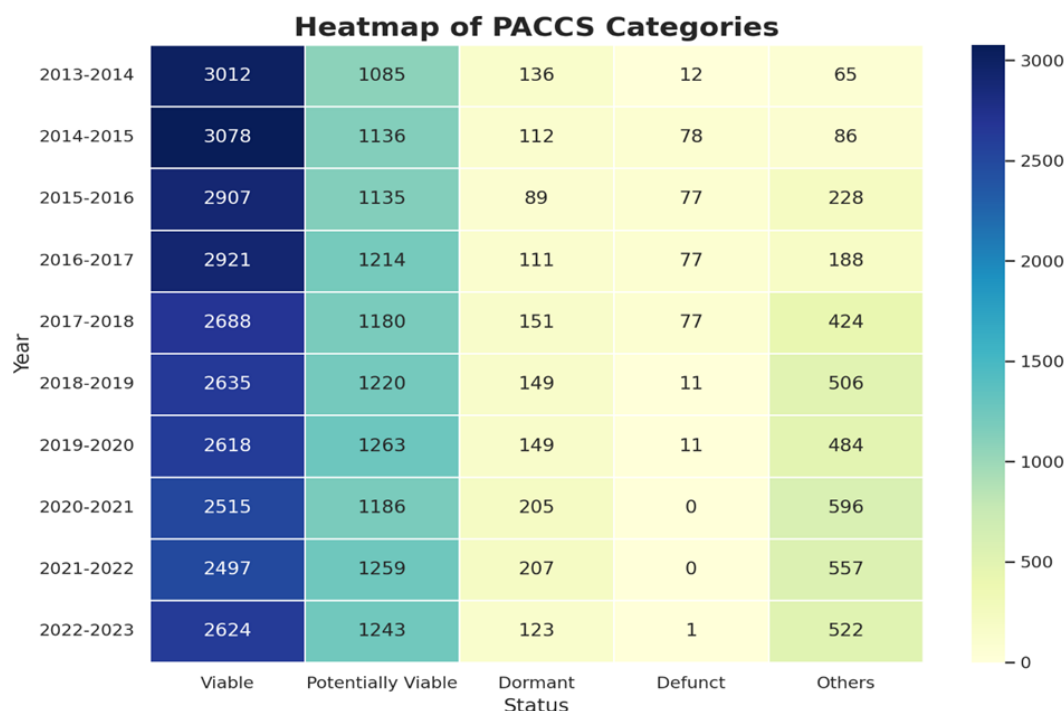 Heatmap of PACCS Categories
2013-2014 3012 1085 136 12 65
2014-2015 3078 1136 112 78 86
2015-2016 2907 1135 89 77 228
2016-2017 2921 1214 111 77 188
2017-2018 2688 1180 151 77 424
2018-2019 2635 1220 149 11 506
2019-2020 2618 1263 149 11 484
2020-2021 2515 1186 205 0 596
2021-2022 2497 1259 207 0 557
2022-2023 2624 1243 123 1 522
Year
Viable Potentially Viable Dormant Defunct Others
Status
3000
2500
2000
1500
1000
500
0